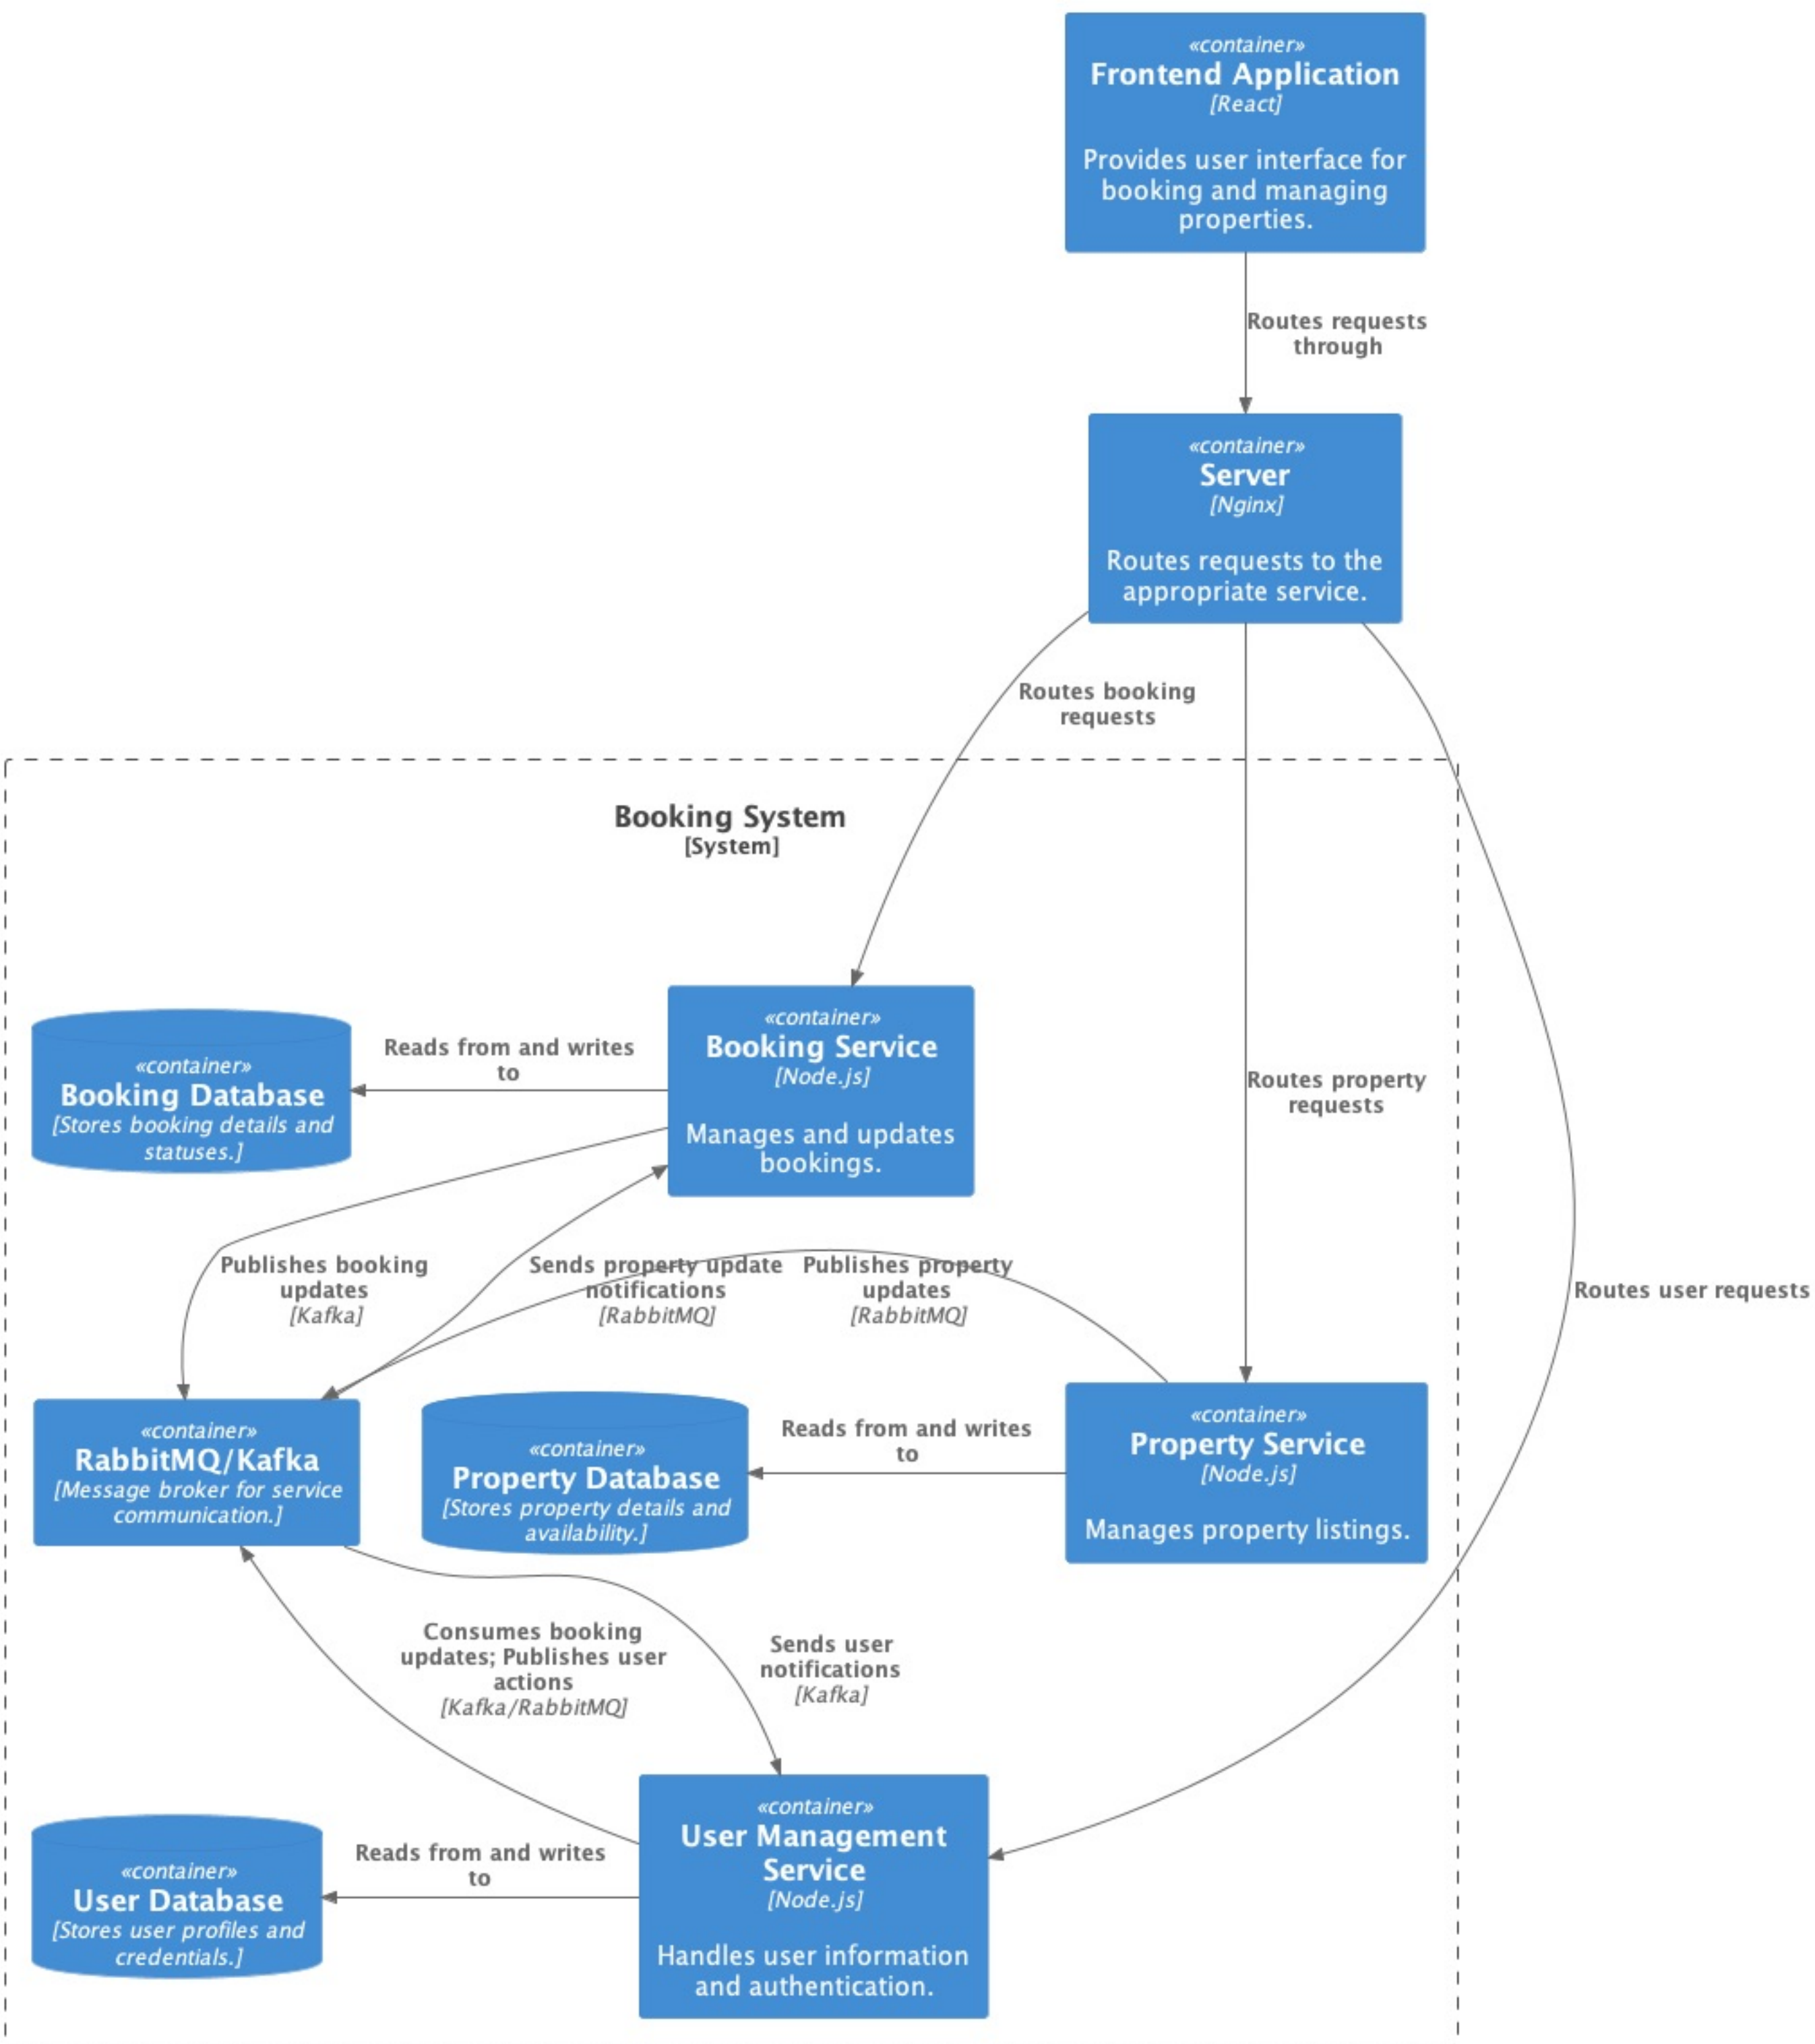 «container»
Frontend Application
[React]
Provides user interface for
booking and managing
properties.
Routes requests
through
«container»
Server
[Nginx]
Routes requests to the
appropriate service.
Routes booking
requests
Booking System
[System]
«container»
Booking Service
[Node.js]
Manages and updates
bookings.
Reads from and writes
to
«container»
Booking Database
[Stores booking details and
statuses.]
Routes property
requests
Publishes booking
updates
[Kafka]
Sends property update
notifications
[RabbitMQ]
Publishes property
updates
[RabbitMQ]
Routes user requests
«container»
RabbitMQ/Kafka
[Message broker for service
communication.]
«container»
Property Database
[Stores property details and
availability.]
Reads from and writes
to
«container»
Property Service
[Node.js]
Manages property listings.
Consumes booking
updates; Publishes user
actions
[Kafka/RabbitMQ]
Sends user
notifications
[Kafka]
«container»
User Database
[Stores user profiles and
credentials.]
Reads from and writes
to
«container»
User Management
Service
[Node.js]
Handles user information
and authentication.